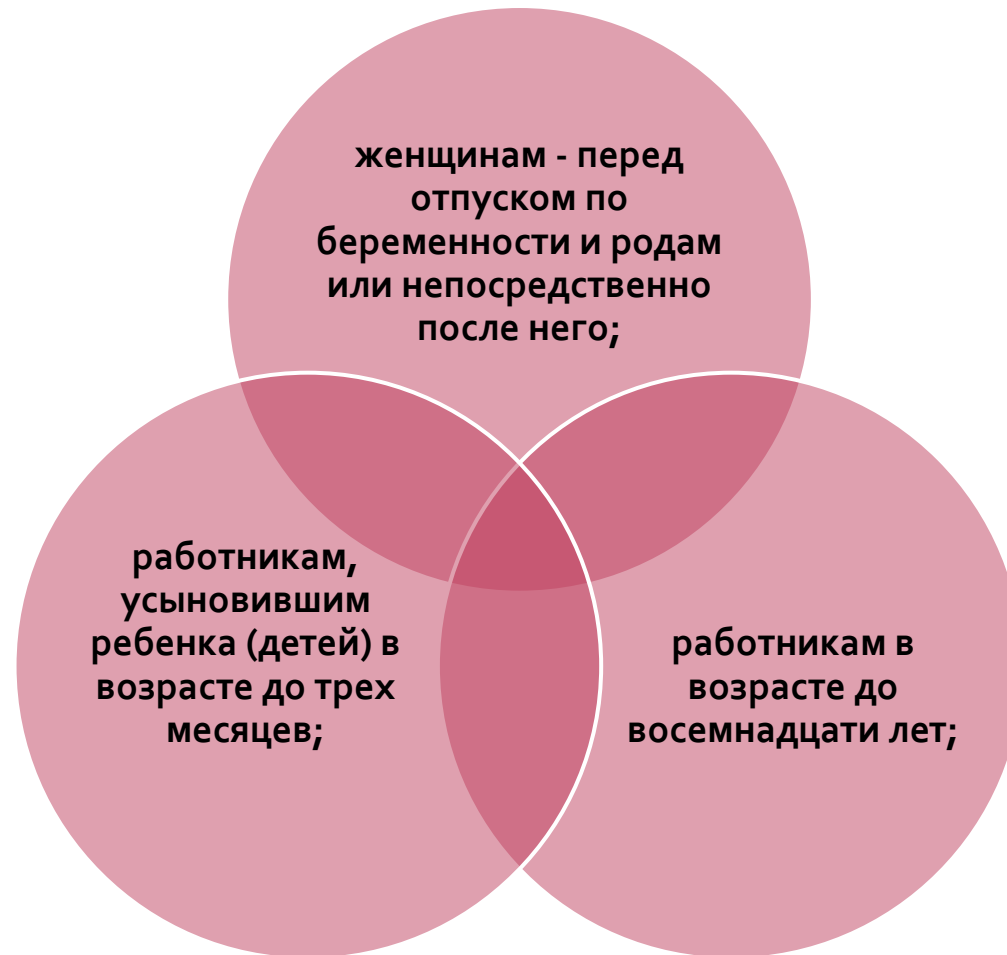 женщинам - перед
отпуском по
беременности и родам
или непосредственно
после него;
работникам,
усыновившим
ребенка (детей) в
возрасте до трех
месяцев;
работникам в
возрасте до
восемнадцати лет;